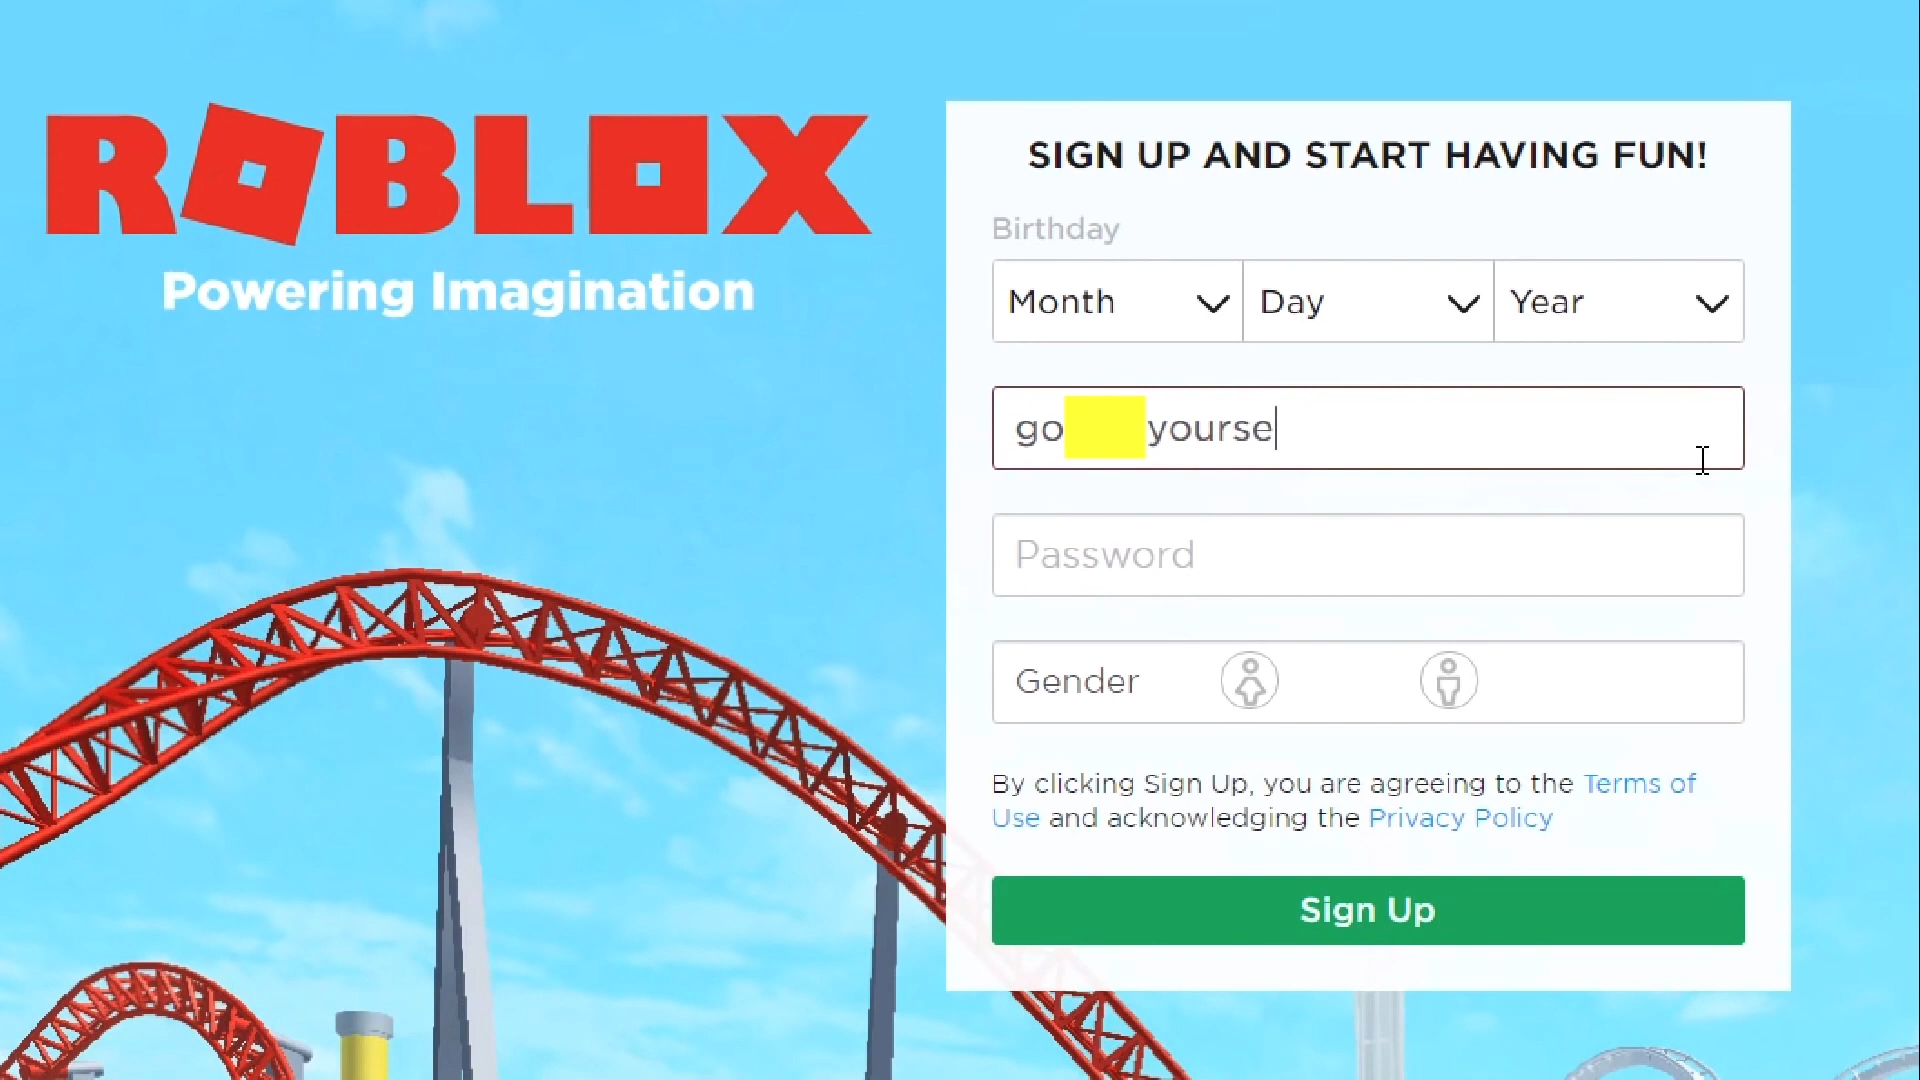 ROBLOX
Powering Imagination
SIGN UP AND START HAVING FUN!
Birthday
Month Day Year
go yourse
Password
Gender
By clicking Sign Up, you are agreeing to the Terms of
Use and acknowledging the Privacy Policy
Sign Up